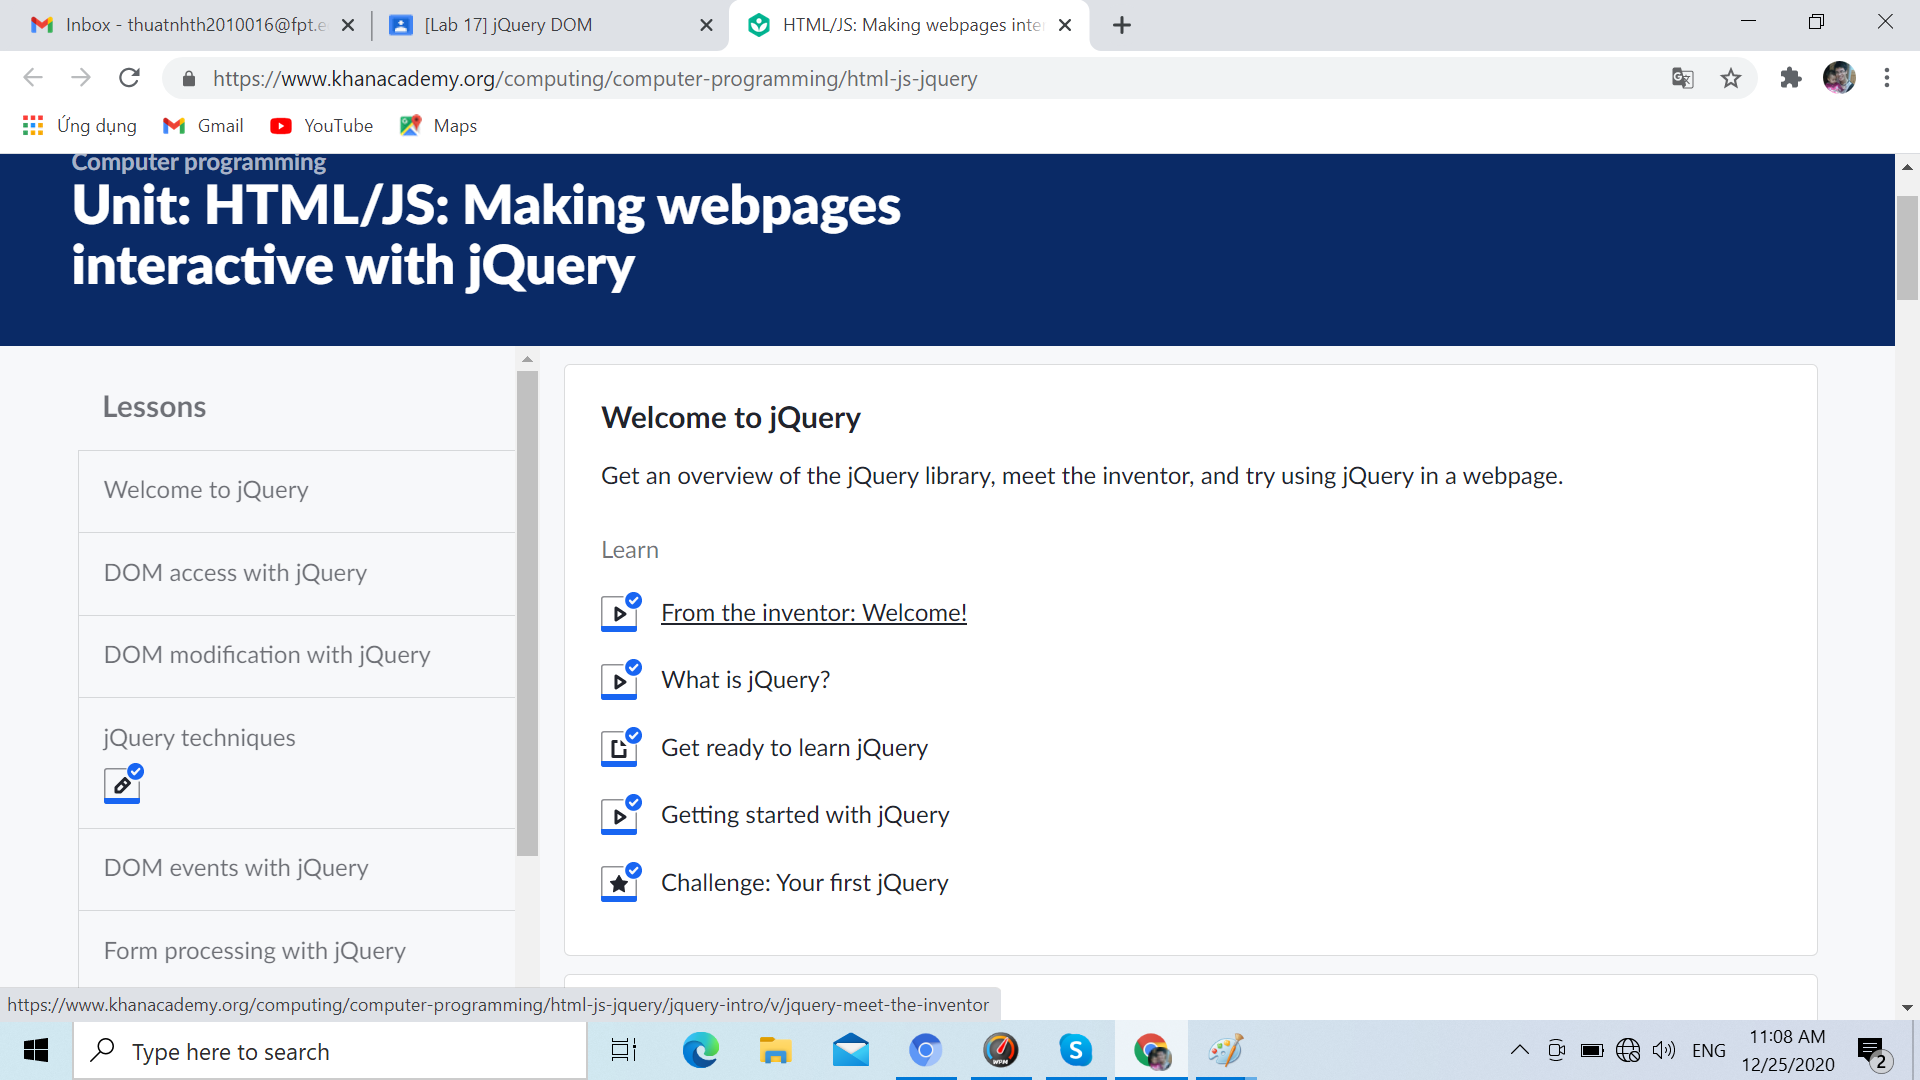 Inbox - thuatnhth2010016@fpt.e
[Lab 17] jQuery DOM
HTML/JS: Making webpages inte
https://www.khanacademy.org/computing/computer-programming/html-js-jquery
Ứng dụng
Gmail
YouTube
Maps
Computer programming
Unit: HTML/JS: Making webpages
interactive with jQuery
Lessons
Welcome to jQuery
DOM access with jQuery
DOM modification with jQuery
jQuery techniques
DOM events with jQuery
Form processing with jQuery
Welcome to jQuery
Get an overview of the jQuery library, meet the inventor, and try using jQuery in a webpage.
Learn
From the inventor: Welcome!
What is jQuery?
Get ready to learn jQuery
Getting started with jQuery
Challenge: Your first jQuery
https://www.khanacademy.org/computing/computer-programming/html-js-jquery/jquery-intro/v/jquery-meet-the-inventor
Type here to search
WPM
S
ENG
11:08 AM
12/25/2020
2